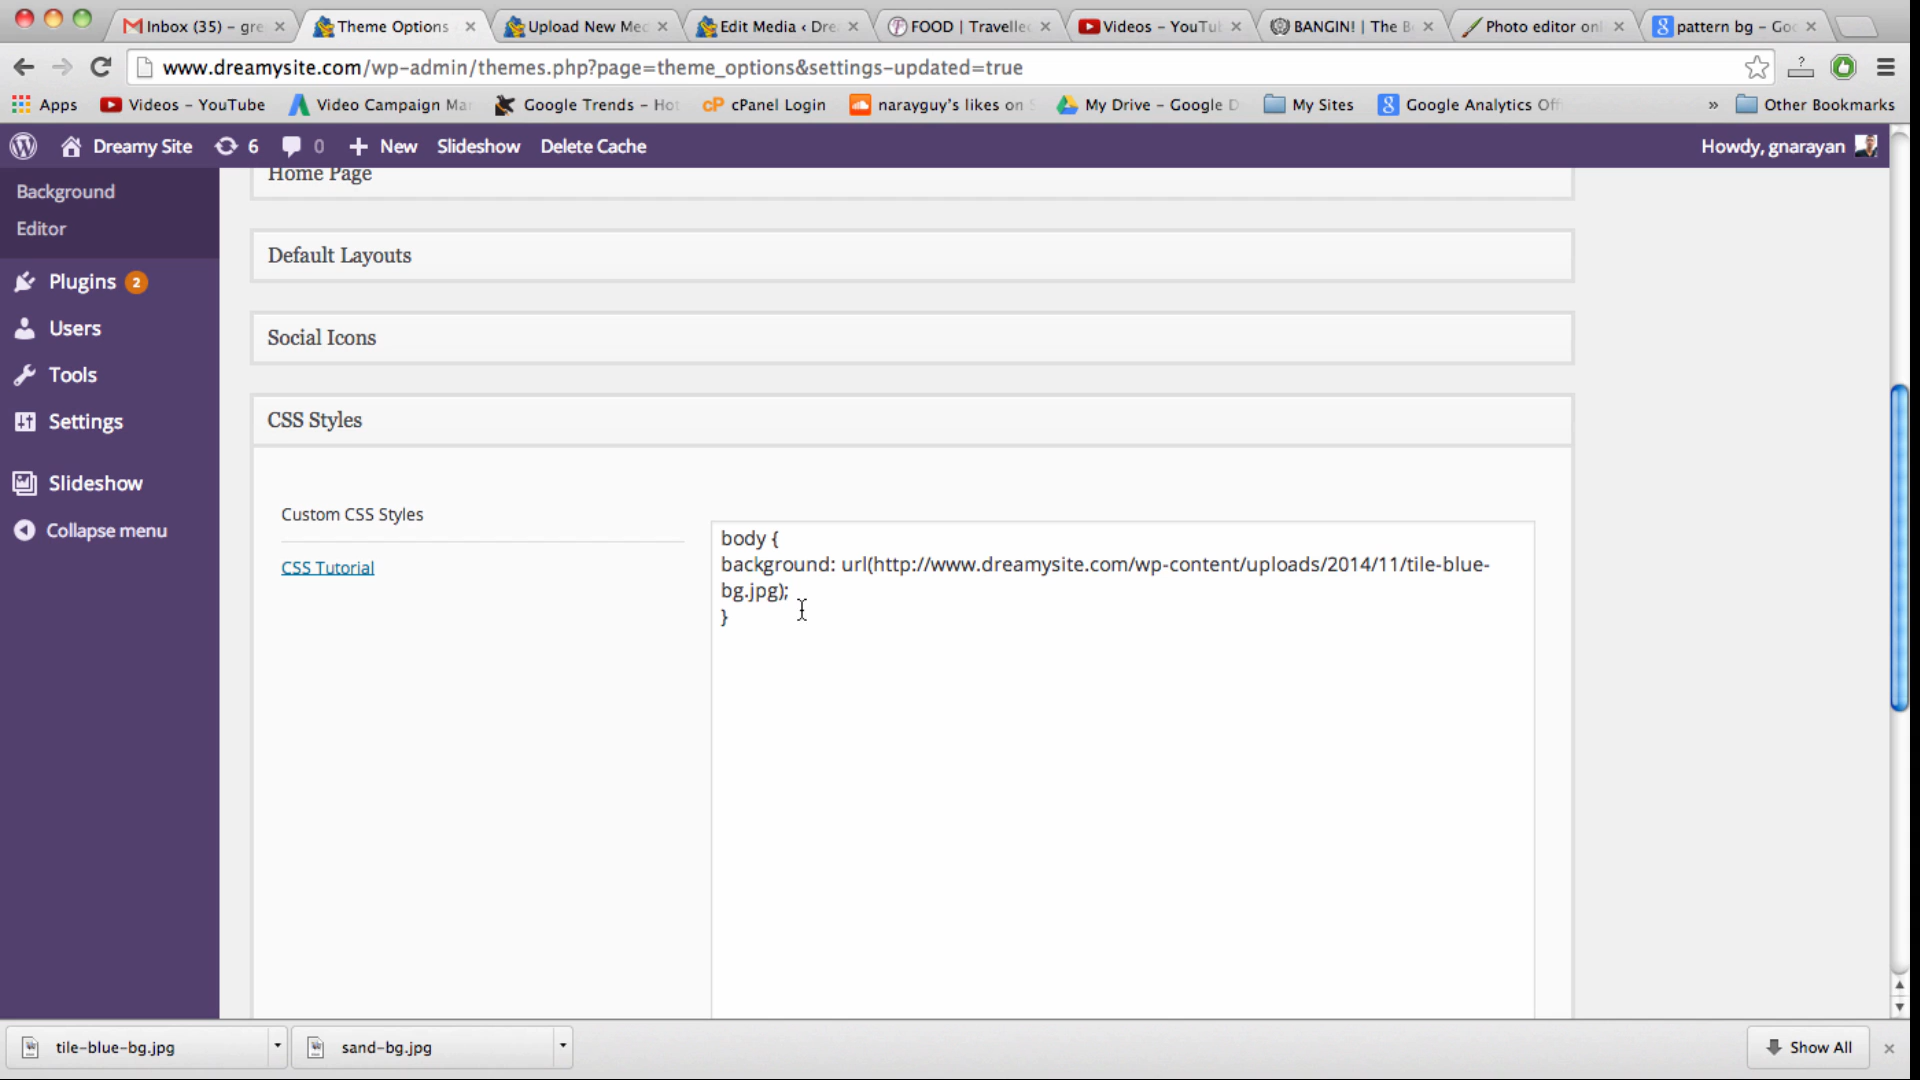 Inbox (35) – gre
Theme Options
Upload New Me
Edit Media ‹ Dre
FOOD | Travelle
Videos – YouTu
BANGIN! | The B
Photo editor onl
pattern bg – Goo
www.dreamysite.com/wp-admin/themes.php?page=theme_options&settings-updated=true
Apps
Videos – YouTube
Video Campaign Ma
Google Trends – Hot
cPanel Login
narayguy's likes on S
My Drive – Google D
My Sites
Google Analytics Off
»
Other Bookmarks
Dreamy Site
6
0
New
Slideshow
Delete Cache
Howdy, gnarayan
Background
Editor
Plugins 2
Users
Tools
Settings
Slideshow
Collapse menu
Home Page
Default Layouts
Social Icons
CSS Styles
Custom CSS Styles
CSS Tutorial
body {
background: url(http://www.dreamysite.com/wp-content/uploads/2014/11/tile-blue-
bg.jpg);
}
tile-blue-bg.jpg
sand-bg.jpg
Show All